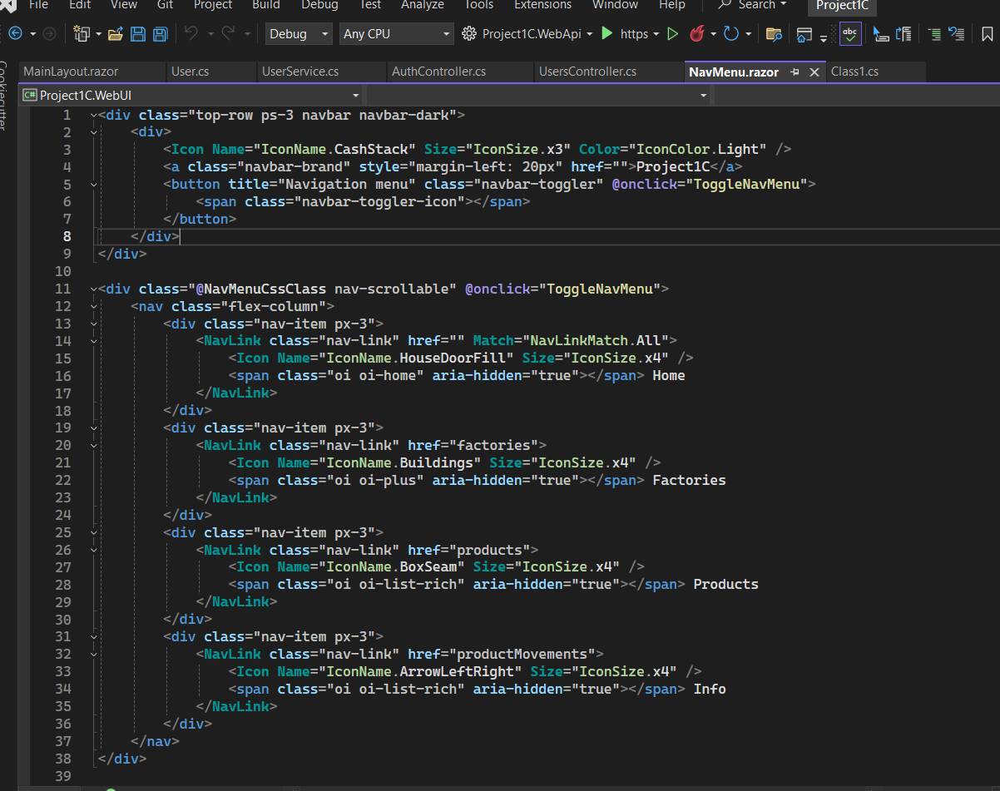 File Edit View Git Project Build Debug Test Analyze Tools Extensions Window Help Search Project1C
Debug Any CPU Project1C.WebApi https abc
Cookiecutter
MainLayout.razor User.cs UserService.cs AuthController.cs UsersController.cs NavMenu.razor Class1.cs
C# Project1C.WebUI
1 <div class="top-row ps-3 navbar navbar-dark">
2 <div>
3 <Icon Name="IconName.CashStack" Size="IconSize.x3" Color="IconColor.Light" />
4 <a class="navbar-brand" style="margin-left: 20px" href="">Project1C</a>
5 <button title="Navigation menu" class="navbar-toggler" @onclick="ToggleNavMenu">
6 <span class="navbar-toggler-icon"></span>
7 </button>
8 </div>
9 </div>
10
11 <div class="@NavMenuCssClass nav-scrollable" @onclick="ToggleNavMenu">
12 <nav class="flex-column">
13 <div class="nav-item px-3">
14 <NavLink class="nav-link" href="" Match="NavLinkMatch.All">
15 <Icon Name="IconName.HouseDoorFill" Size="IconSize.x4" />
16 <span class="oi oi-home" aria-hidden="true"></span> Home
17 </NavLink>
18 </div>
19 <div class="nav-item px-3">
20 <NavLink class="nav-link" href="factories">
21 <Icon Name="IconName.Buildings" Size="IconSize.x4" />
22 <span class="oi oi-plus" aria-hidden="true"></span> Factories
23 </NavLink>
24 </div>
25 <div class="nav-item px-3">
26 <NavLink class="nav-link" href="products">
27 <Icon Name="IconName.BoxSeam" Size="IconSize.x4" />
28 <span class="oi oi-list-rich" aria-hidden="true"></span> Products
29 </NavLink>
30 </div>
31 <div class="nav-item px-3">
32 <NavLink class="nav-link" href="productMovements">
33 <Icon Name="IconName.ArrowLeftRight" Size="IconSize.x4" />
34 <span class="oi oi-list-rich" aria-hidden="true"></span> Info
35 </NavLink>
36 </div>
37 </nav>
38 </div>
39